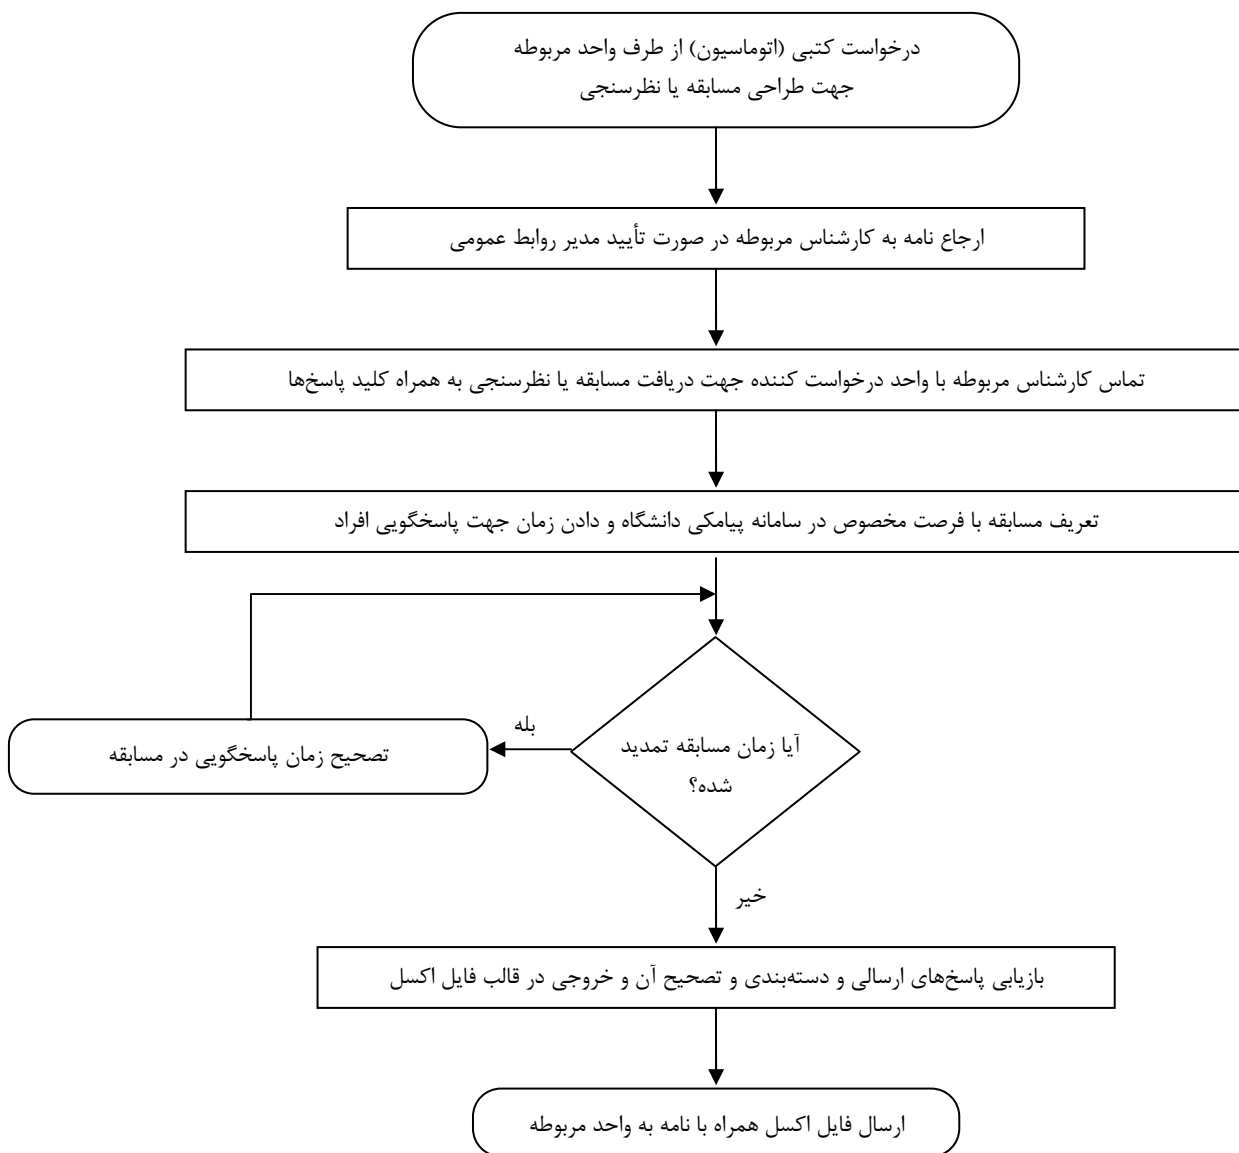 درخواست کتبی (اتوماسیون) از طرف واحد مربوطه
جهت طراحی مسابقه یا نظرسنجی
ارجاع نامه به کارشناس مربوطه در صورت تأیید مدیر روابط عمومی
تماس کارشناس مربوطه با واحد درخواست کننده جهت دریافت مسابقه یا نظرسنجی به همراه کلید پاسخ‌ها
تعریف مسابقه با فرصت مخصوص در سامانه پیامکی دانشگاه و دادن زمان جهت پاسخگویی افراد
آیا زمان مسابقه تمدید
شده؟
بله
تصحیح زمان پاسخگویی در مسابقه
خیر
بازیابی پاسخ‌های ارسالی و دسته‌بندی و تصحیح آن و خروجی در قالب فایل اکسل
ارسال فایل اکسل همراه با نامه به واحد مربوطه